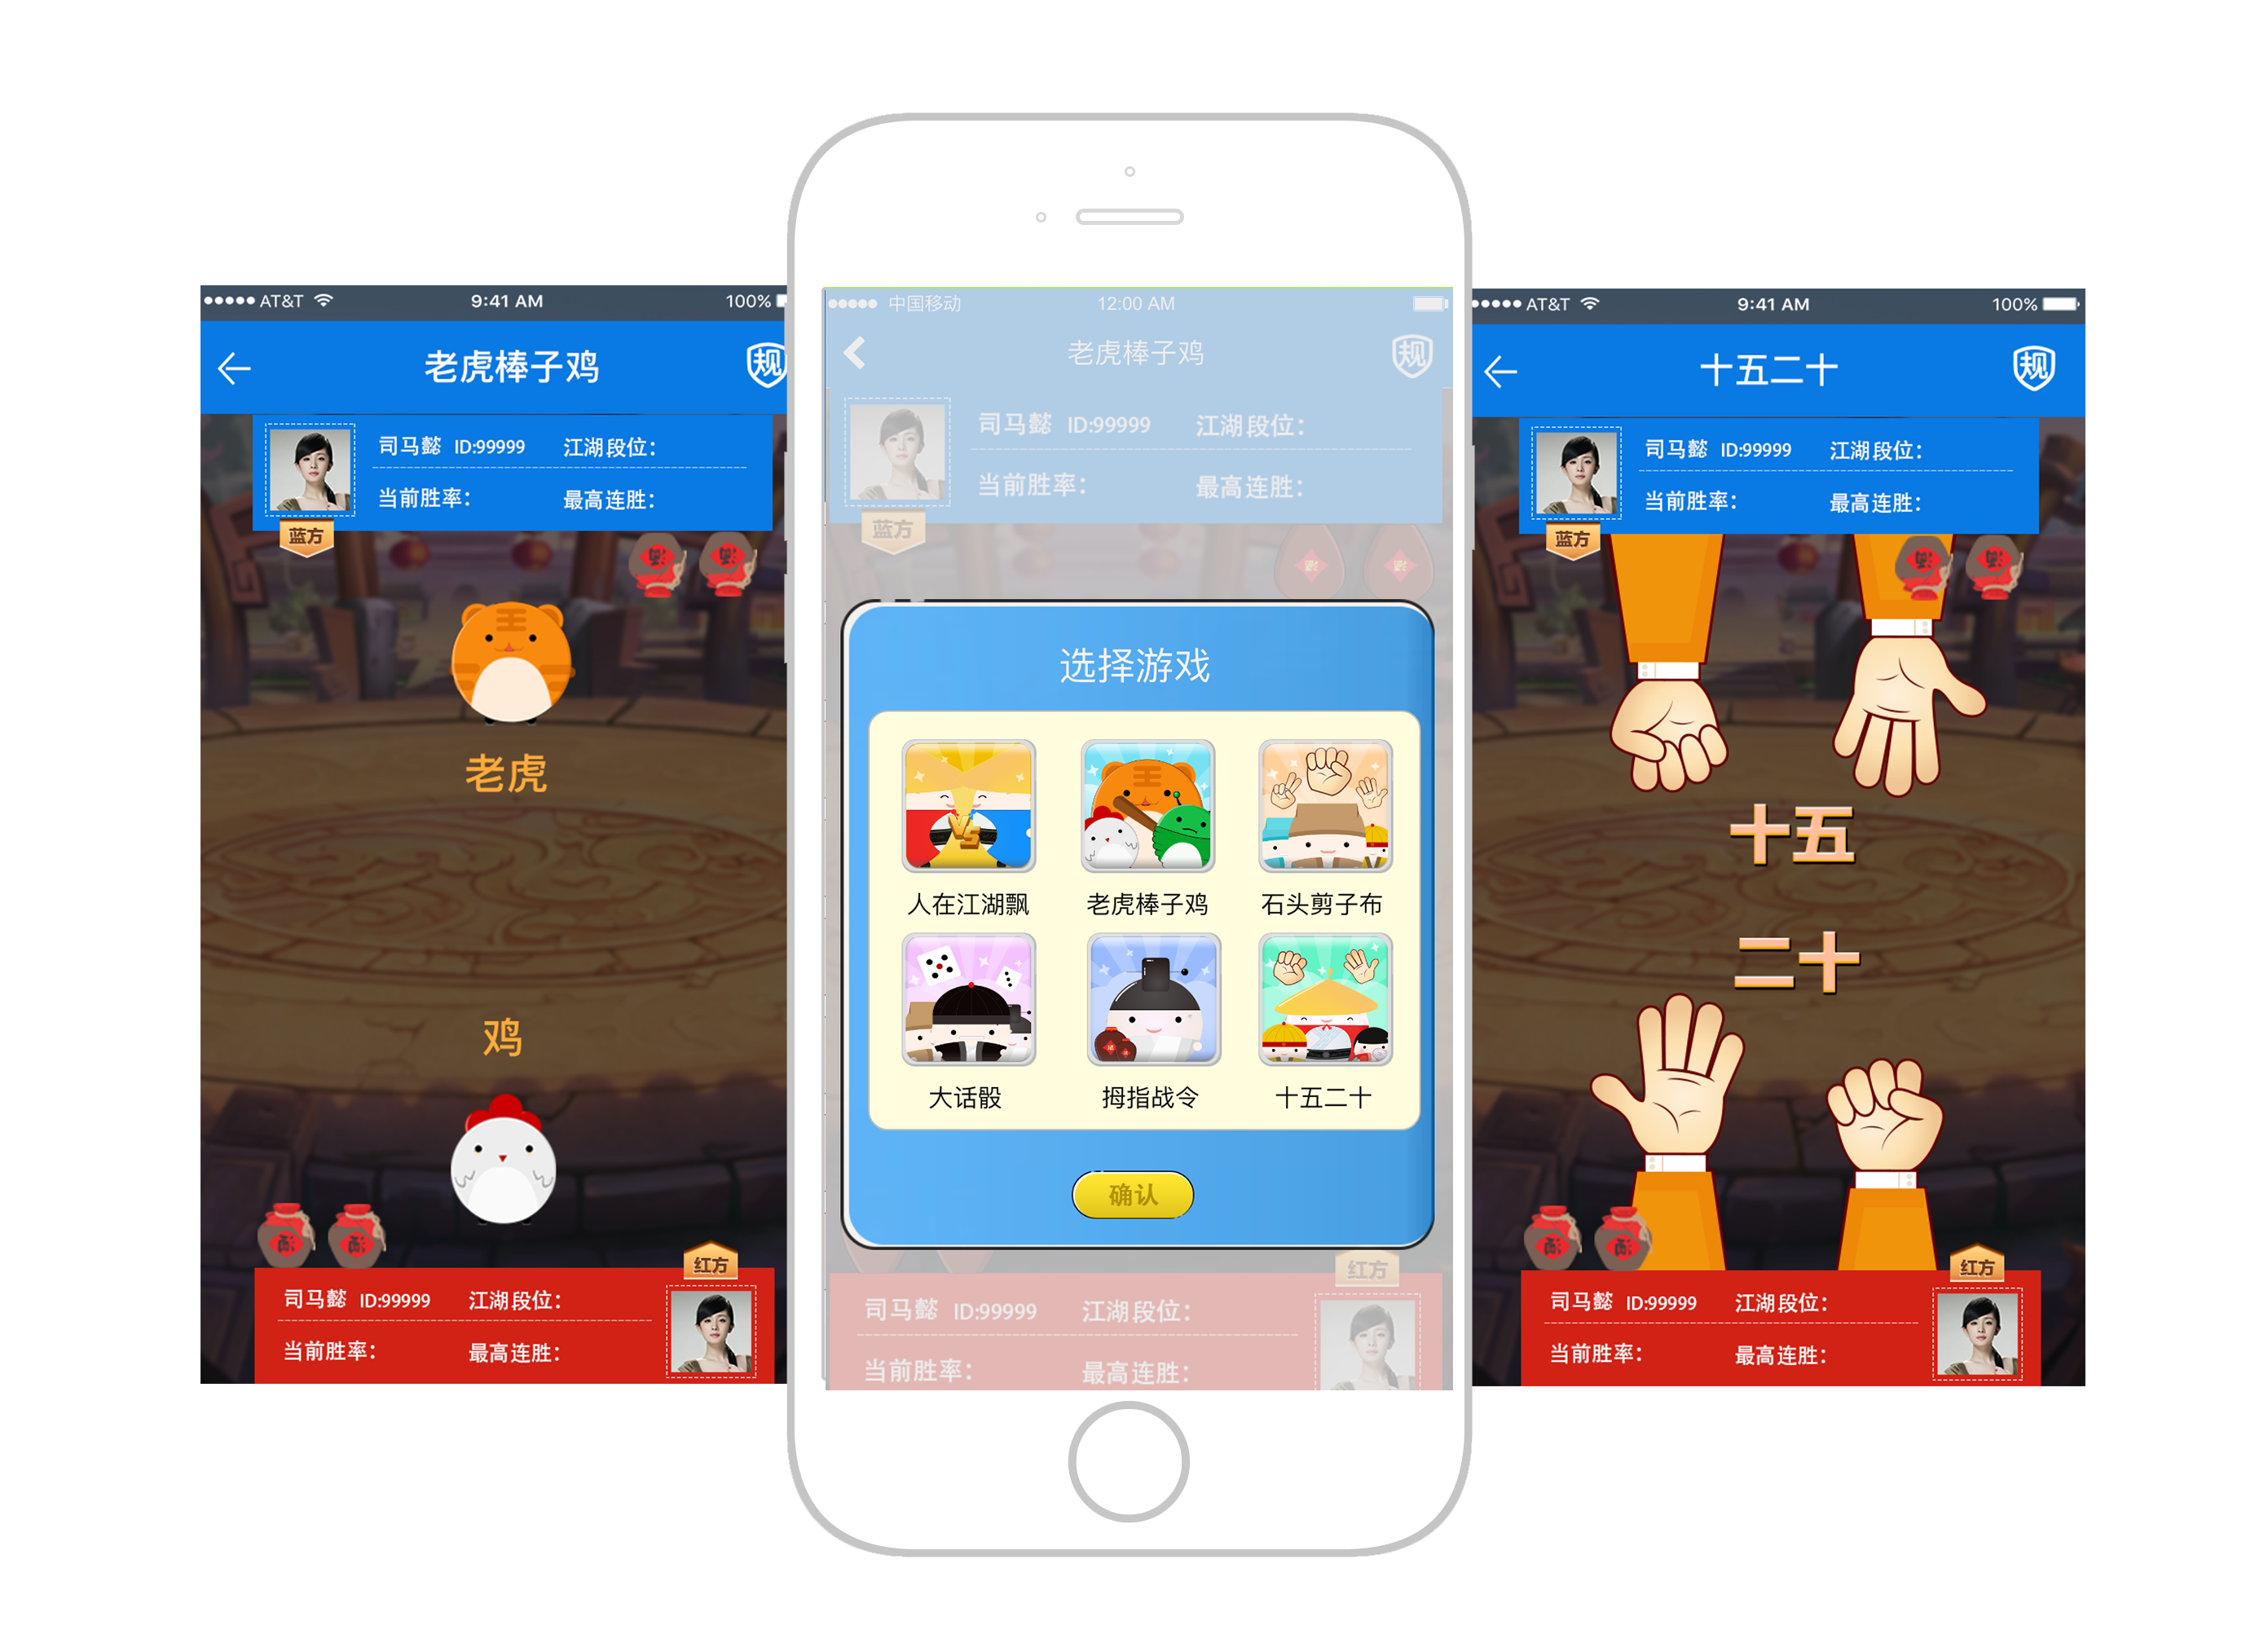 AT&T 9:41 AM 100%
老虎棒子鸡 规
司马懿 ID:99999 江湖段位:
当前胜率: 最高连胜:
蓝方
王
老虎
鸡
红方
司马懿 ID:99999 江湖段位:
当前胜率: 最高连胜:
中国移动 12:00 AM
老虎棒子鸡 规
司马懿 ID:99999 江湖段位:
当前胜率: 最高连胜:
蓝方
选择游戏
VS
王
人在江湖飘 老虎棒子鸡 石头剪子布
大话骰 拇指战令 十五二十
确认
红方
司马懿 ID:99999 江湖段位:
当前胜率: 最高连胜:
AT&T 9:41 AM 100%
十五二十 规
司马懿 ID:99999 江湖段位:
当前胜率: 最高连胜:
蓝方
十五
二十
红方
司马懿 ID:99999 江湖段位:
当前胜率: 最高连胜: